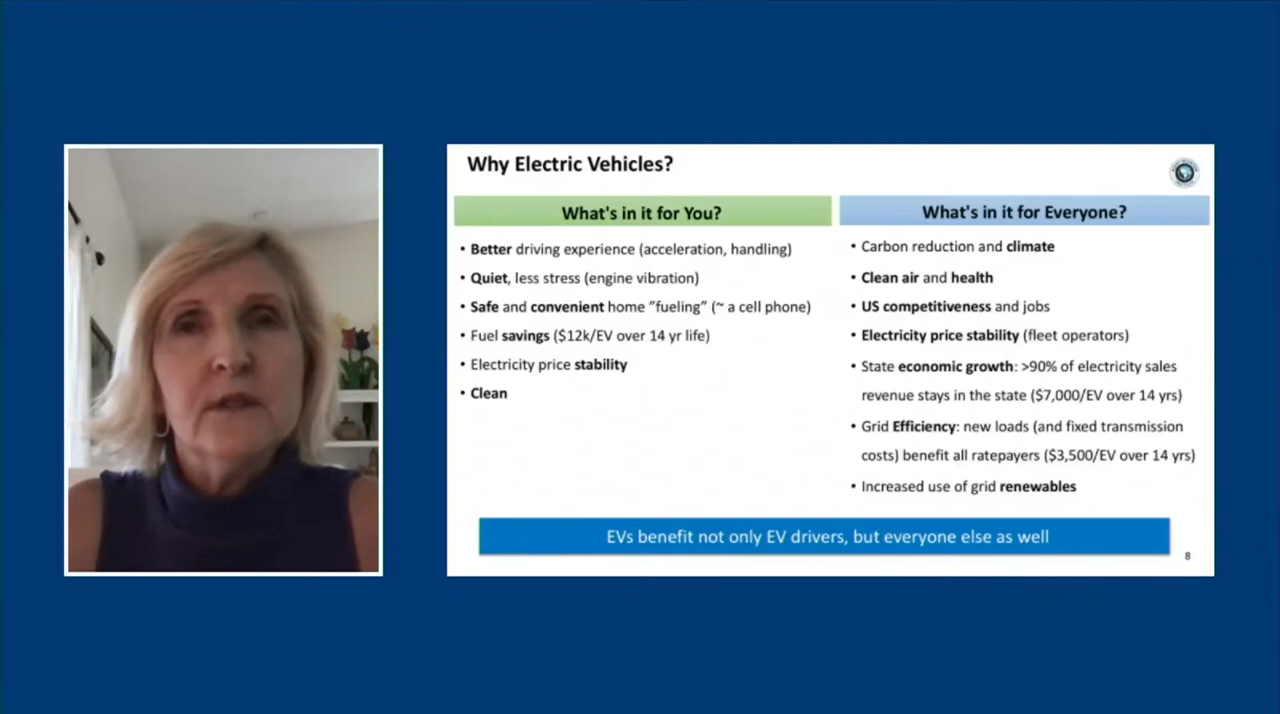 Why Electric Vehicles?
What's in it for You?
• Better driving experience (acceleration, handling)
• Quiet, less stress (engine vibration)
• Safe and convenient home ”fueling” (~ a cell phone)
• Fuel savings ($12k/EV over 14 yr life)
• Electricity price stability
• Clean
What's in it for Everyone?
• Carbon reduction and climate
• Clean air and health
• US competitiveness and jobs
• Electricity price stability (fleet operators)
• State economic growth: >90% of electricity sales
revenue stays in the state ($7,000/EV over 14 yrs)
• Grid Efficiency: new loads (and fixed transmission
costs) benefit all ratepayers ($3,500/EV over 14 yrs)
• Increased use of grid renewables
EVs benefit not only EV drivers, but everyone else as well
8